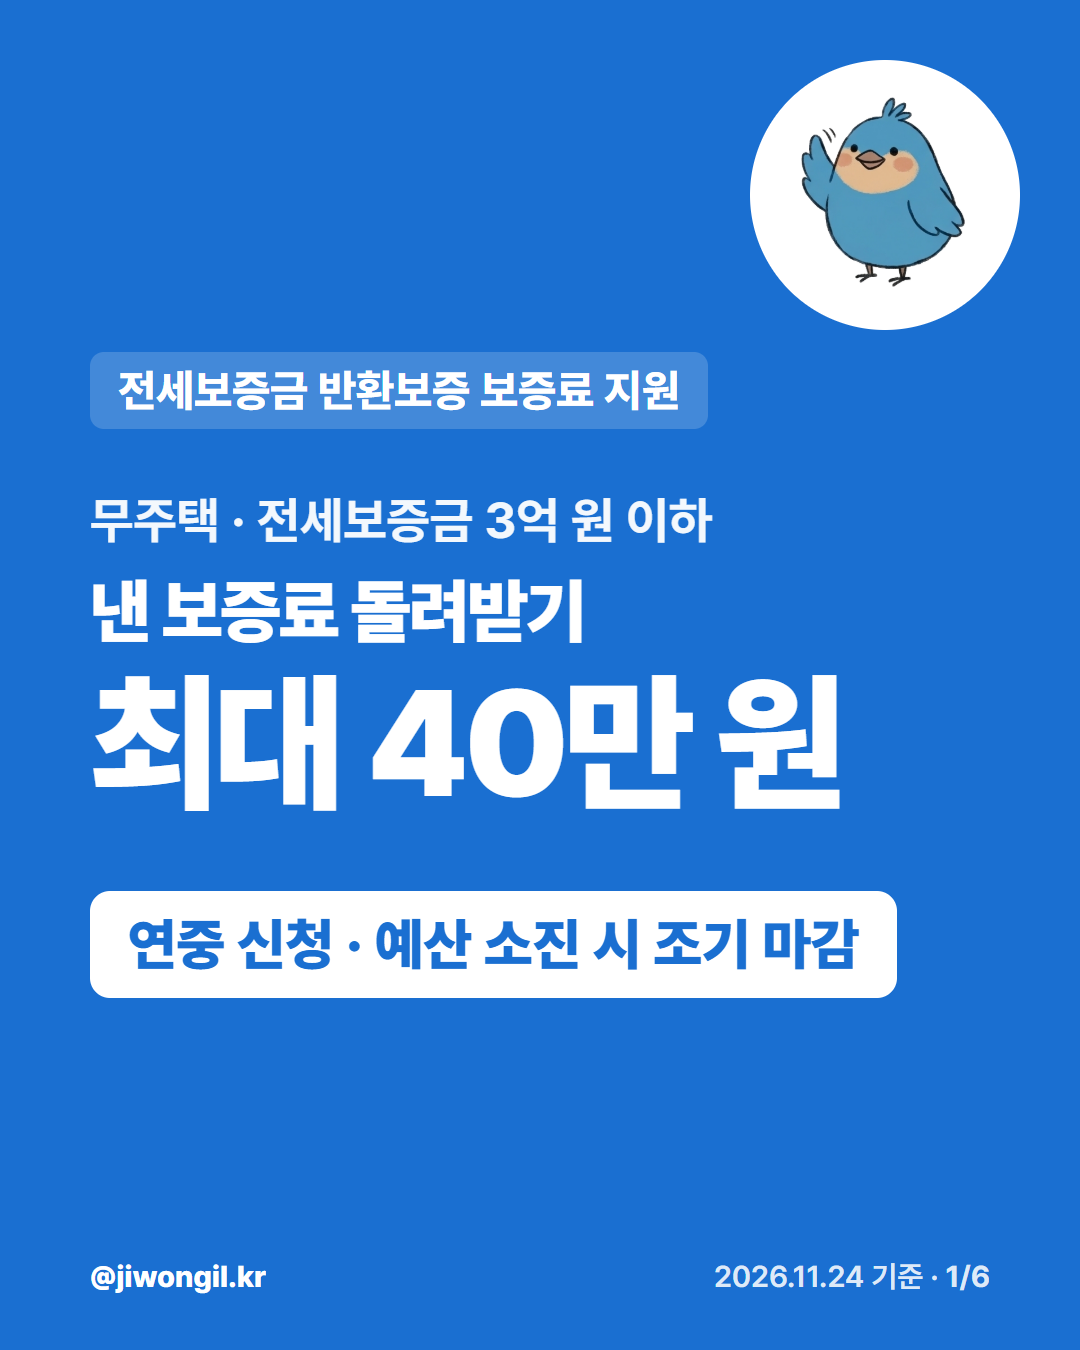 전세보증금 반환보증 보증료 지원
무주택 · 전세보증금 3억 원 이하
낸 보증료 돌려받기
최대 40만 원
연중 신청 · 예산 소진 시 조기 마감
@jiwongil.kr
2026.11.24 기준 · 1/6